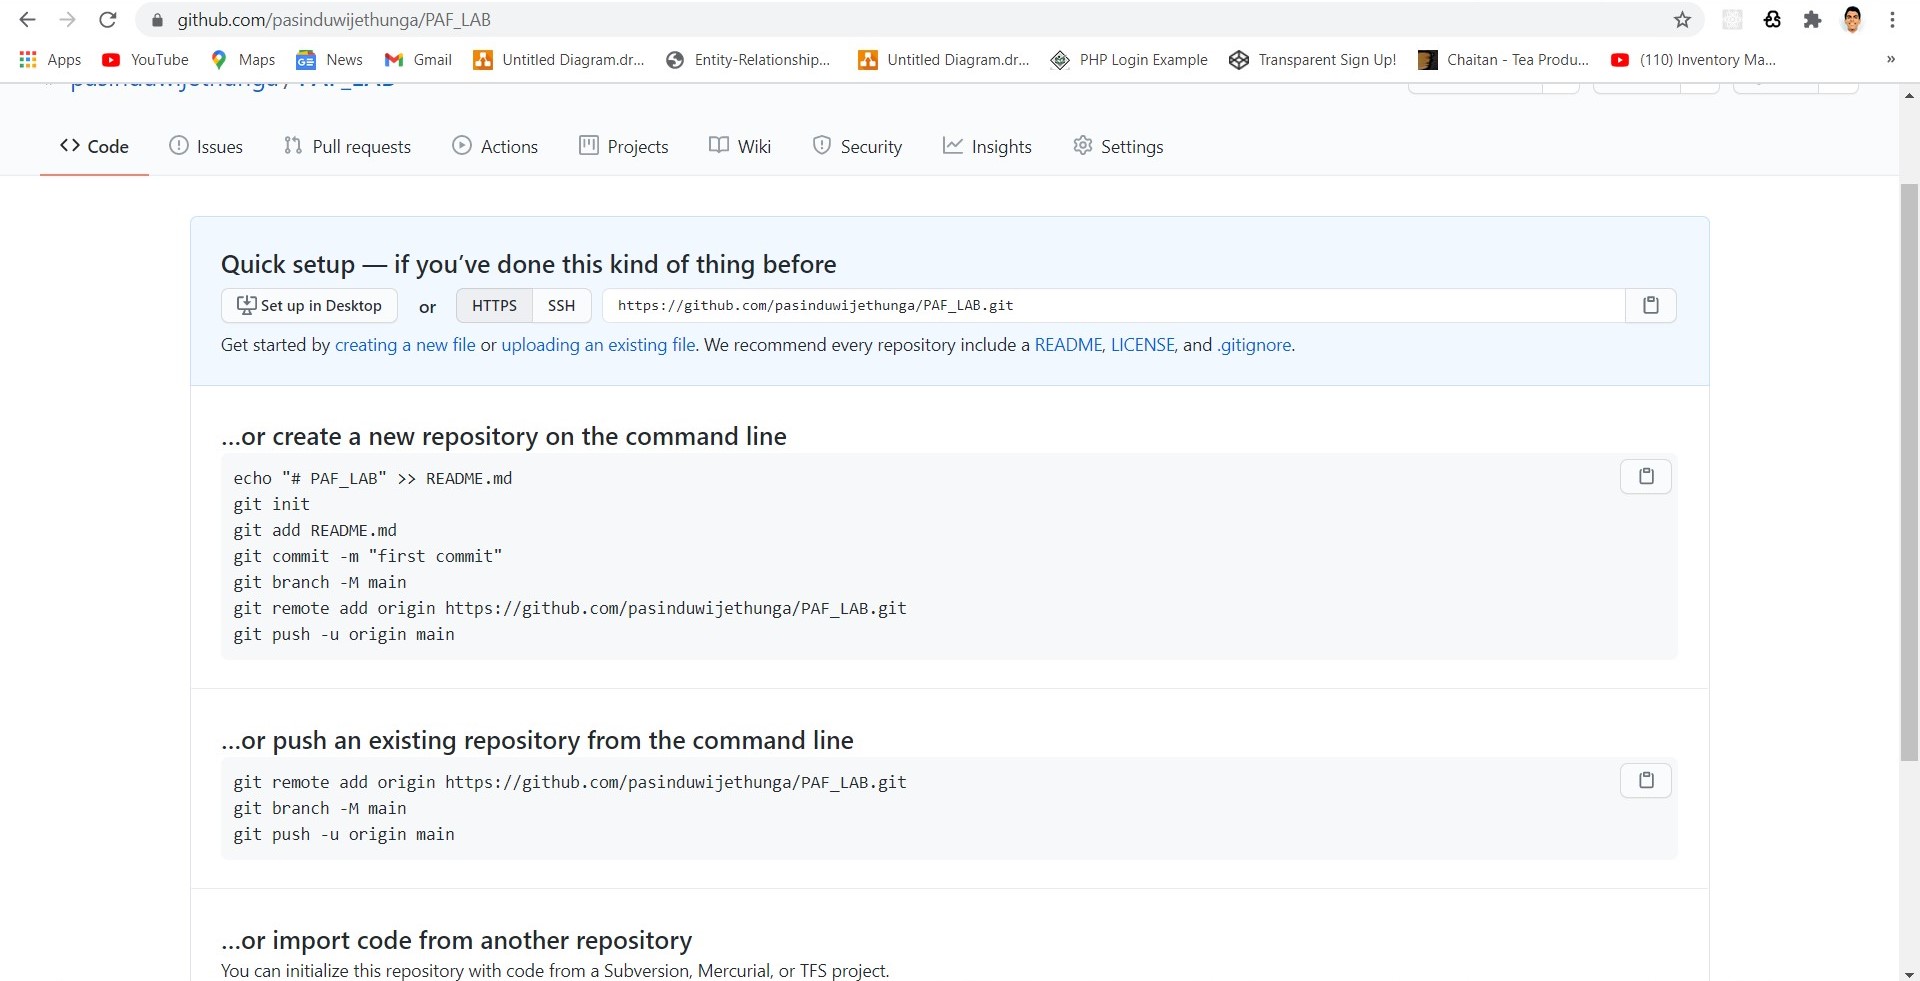 github.com/pasinduwijethunga/PAF_LAB
Apps YouTube Maps News Gmail Untitled Diagram.dr... Entity-Relationship... Untitled Diagram.dr... PHP Login Example Transparent Sign Up! Chaitan - Tea Produ... (110) Inventory Ma... »
pasinduwijethunga / PAF_LAB
Code Issues Pull requests Actions Projects Wiki Security Insights Settings
Quick setup — if you’ve done this kind of thing before
Set up in Desktop or HTTPS SSH https://github.com/pasinduwijethunga/PAF_LAB.git
Get started by creating a new file or uploading an existing file. We recommend every repository include a README, LICENSE, and .gitignore.
…or create a new repository on the command line
echo "# PAF_LAB" >> README.md
git init
git add README.md
git commit -m "first commit"
git branch -M main
git remote add origin https://github.com/pasinduwijethunga/PAF_LAB.git
git push -u origin main
…or push an existing repository from the command line
git remote add origin https://github.com/pasinduwijethunga/PAF_LAB.git
git branch -M main
git push -u origin main
…or import code from another repository
You can initialize this repository with code from a Subversion, Mercurial, or TFS project.